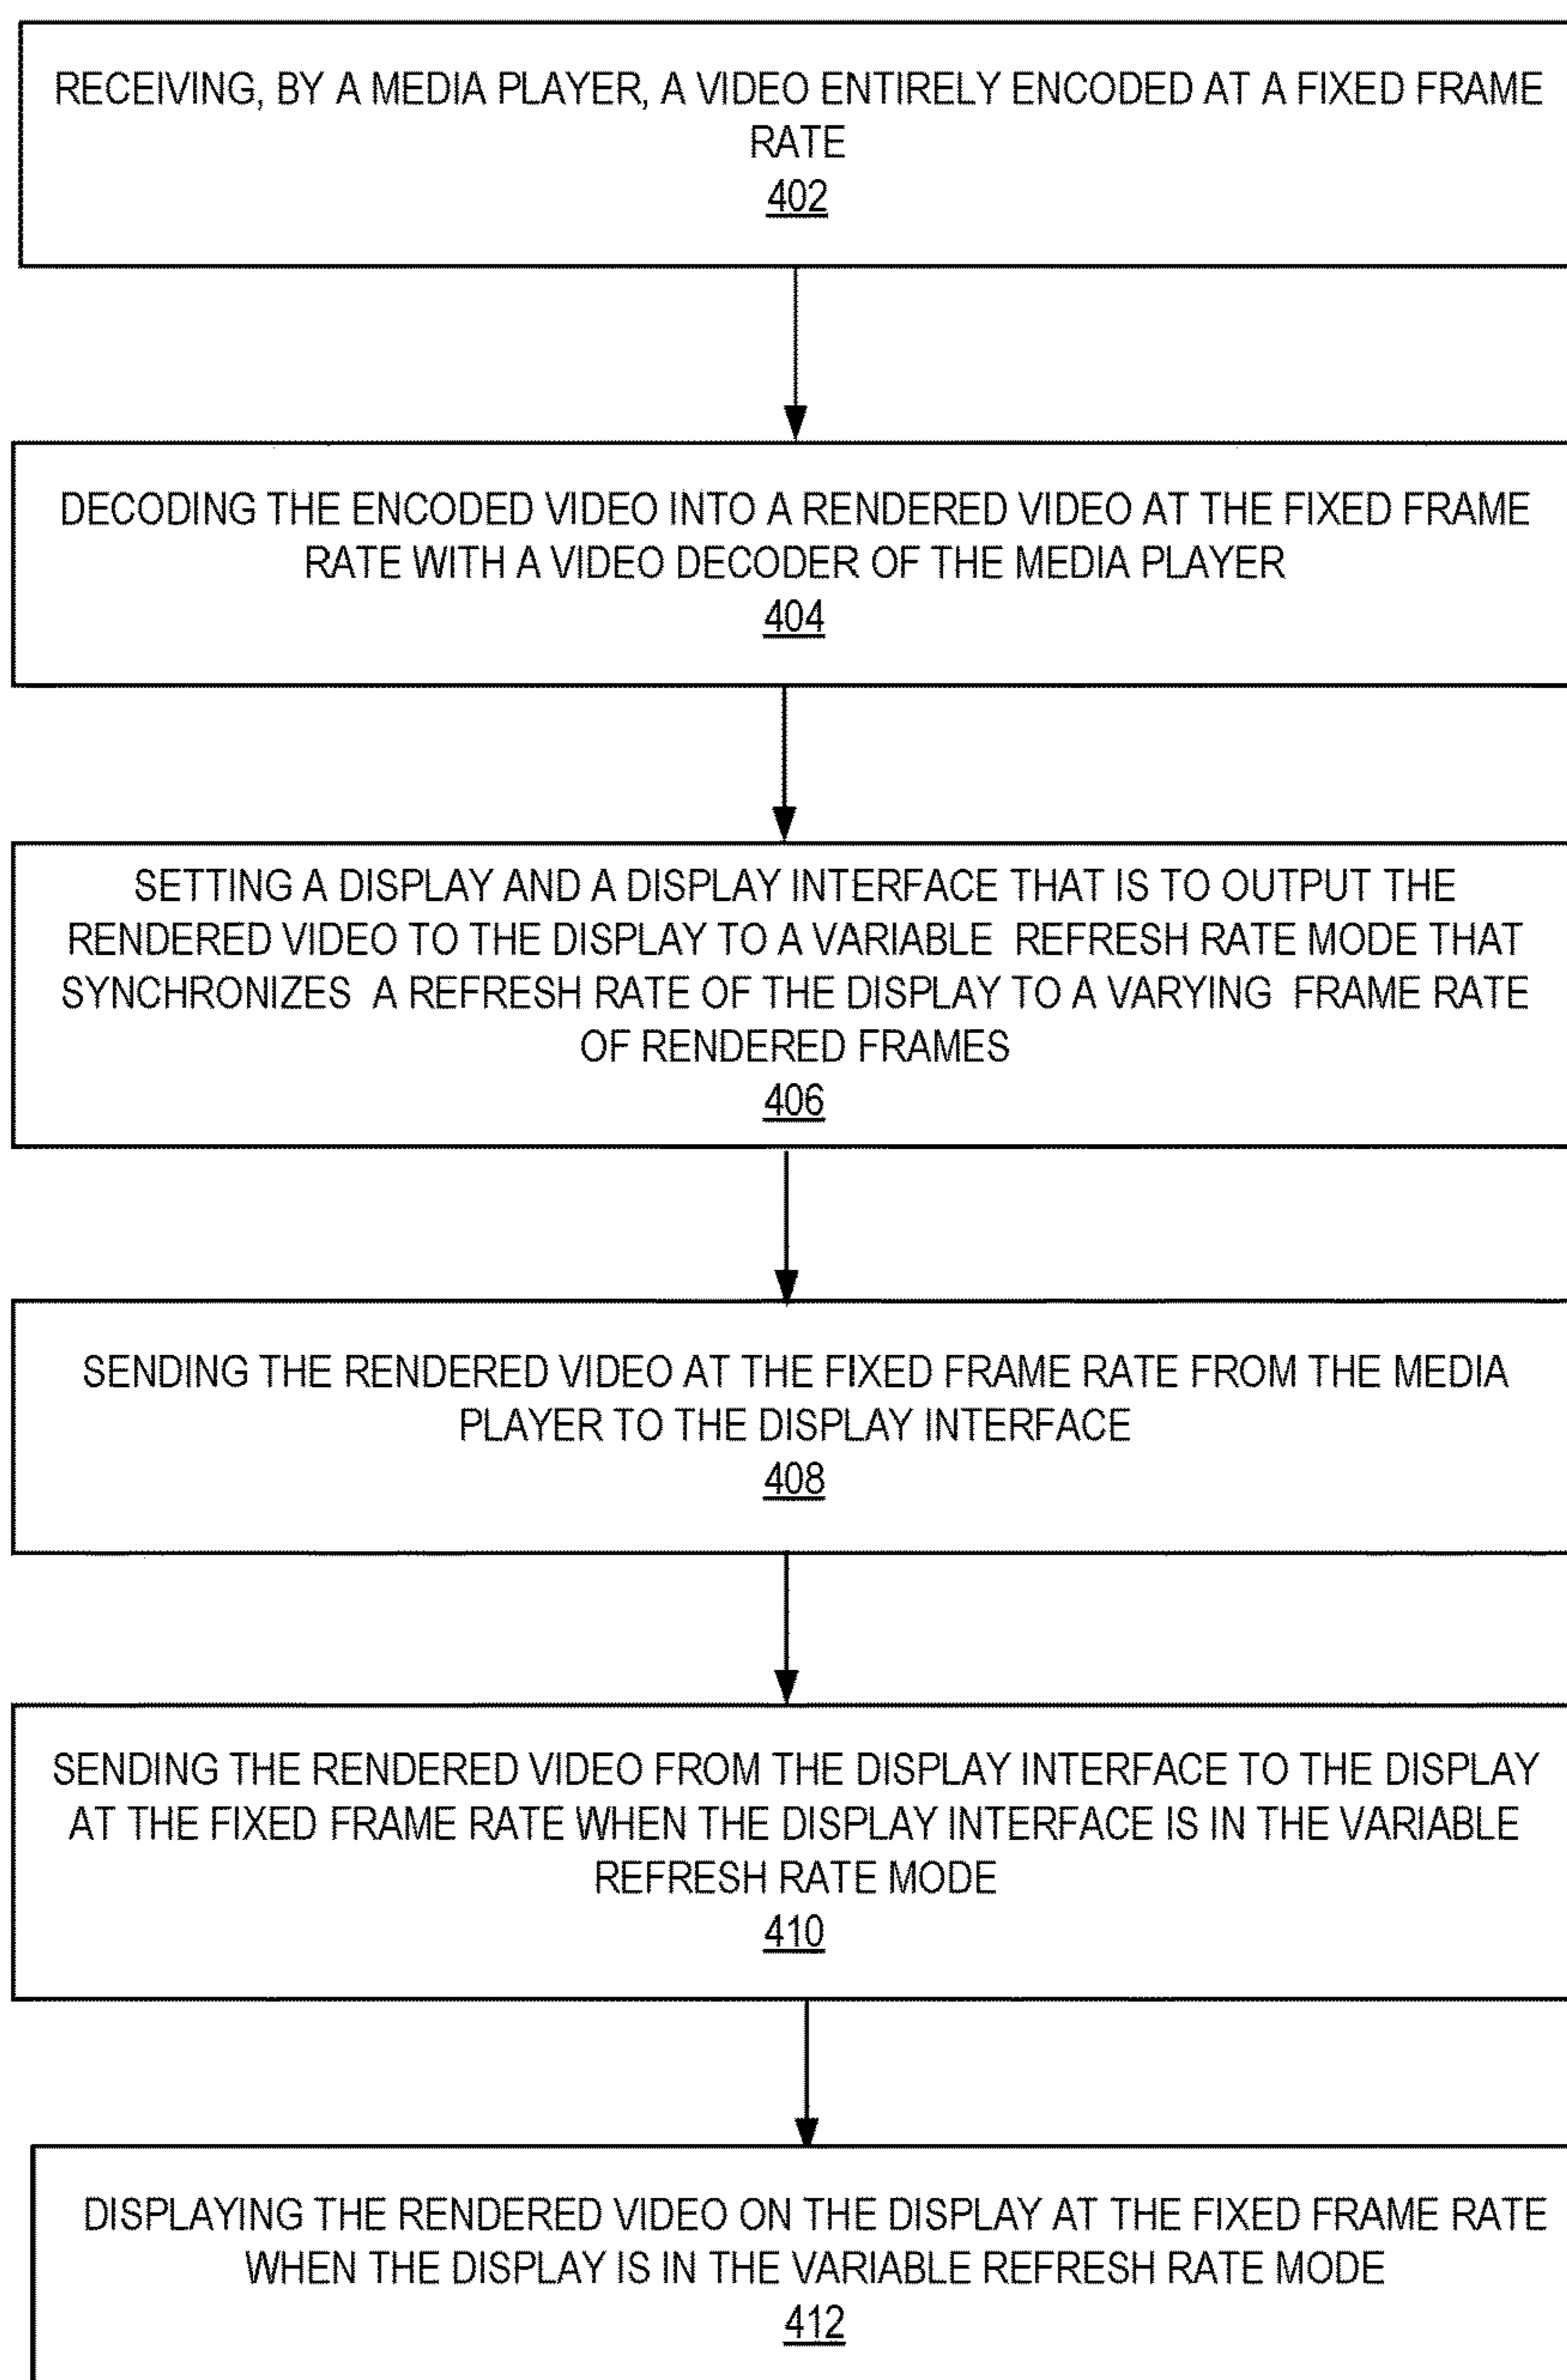 RECEIVING, BY A MEDIA PLAYER, A VIDEO ENTIRELY ENCODED AT A FIXED FRAME
RATE
402
DECODING THE ENCODED VIDEO INTO A RENDERED VIDEO AT THE FIXED FRAME
RATE WITH A VIDEO DECODER OF THE MEDIA PLAYER
404
SETTING A DISPLAY AND A DISPLAY INTERFACE THAT IS TO OUTPUT THE
RENDERED VIDEO TO THE DISPLAY TO A VARIABLE REFRESH RATE MODE THAT
SYNCHRONIZES A REFRESH RATE OF THE DISPLAY TO A VARYING FRAME RATE
OF RENDERED FRAMES
406
SENDING THE RENDERED VIDEO AT THE FIXED FRAME RATE FROM THE MEDIA
PLAYER TO THE DISPLAY INTERFACE
408
SENDING THE RENDERED VIDEO FROM THE DISPLAY INTERFACE TO THE DISPLAY
AT THE FIXED FRAME RATE WHEN THE DISPLAY INTERFACE IS IN THE VARIABLE
REFRESH RATE MODE
410
DISPLAYING THE RENDERED VIDEO ON THE DISPLAY AT THE FIXED FRAME RATE
WHEN THE DISPLAY IS IN THE VARIABLE REFRESH RATE MODE
412